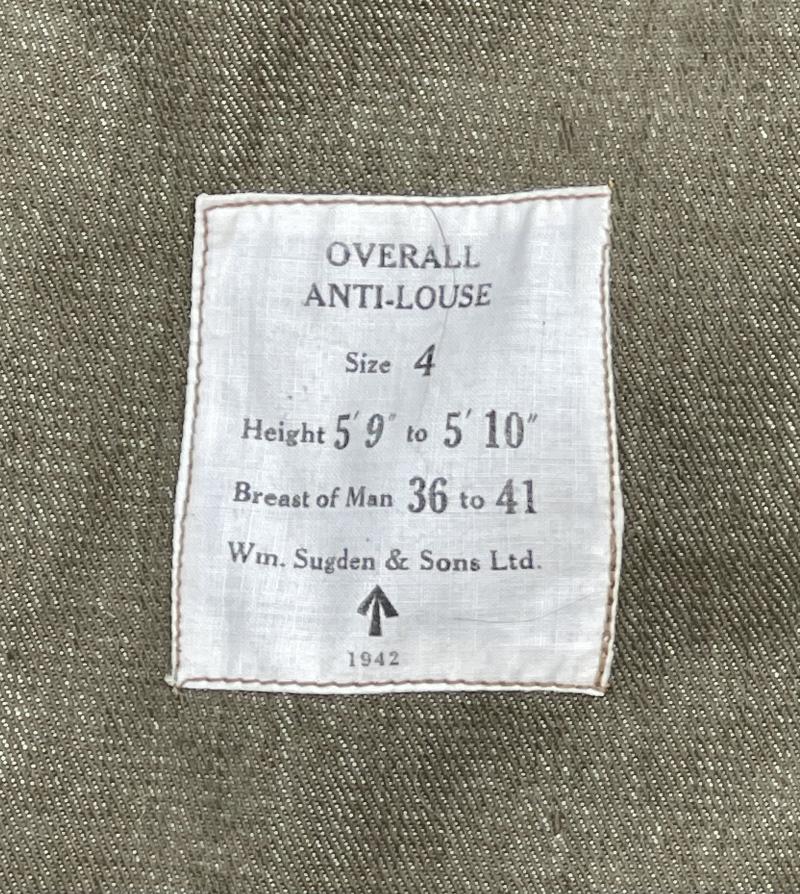 OVERALL
ANTI-LOUSE
Size 4
Height 5' 9" to 5' 10"
Breast of Man 36 to 41
Wm. Sugden & Sons Ltd.
1942